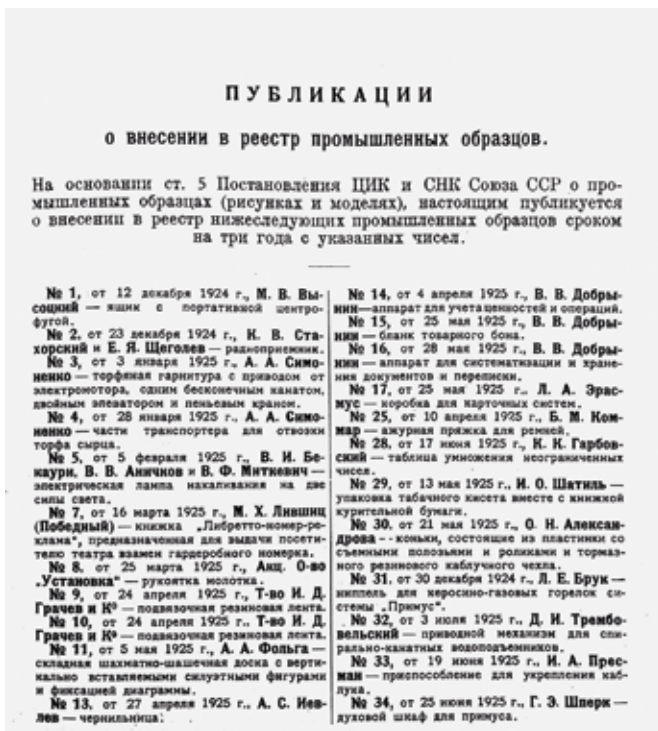 ПУБЛИКАЦИИ
о внесении в реестр промышленных образцов.
На основании ст. 5 Постановления ЦИК и СНК Союза ССР о про-
мышленных образцах (рисунках и моделях), настоящим публикуется
о внесении в реестр нижеследующих промышленных образцов сроком
на три года с указанных чисел.
№ 1, от 12 декабря 1924 г., М. В. Вы-
соцкий — ящик с портативной центро-
фугой.
№ 2, от 23 декабря 1924 г., К. В. Ста-
хорский и Е. Я. Щеголев — радиоприемник.
№ 3, от 3 января 1925 г., А. А. Симо-
ненко — торфяная гарнитура с приводом от
электромотора, одним бесконечным канатом,
двойным элеватором и пеньевым краном.
№ 4, от 28 января 1925 г., А. А. Симо-
ненко — части транспортера для отвозки
торфа сырца.
№ 5, от 5 февраля 1925 г., В. И. Бе-
каури, В. В. Аничков и В. Ф. Миткевич —
электрическая лампа накаливания на две
силы света.
№ 7, от 16 марта 1925 г., М. Х. Лившиц
(Победный) — книжка „Либретто-номер-ре-
клама", предназначенная для выдачи посети-
телю театра взамен гардеробного номерка.
№ 8, от 25 марта 1925 г., Анц. О-во
„Установка" — рукоятка молотка.
№ 9, от 24 апреля 1925 г., Т-во И. Д.
Грачев и К° — подвязочная резиновая лента.
№ 10, от 24 апреля 1925 г., Т-во И. Д.
Грачев и К° — подвязочная резиновая лента.
№ 11, от 5 мая 1925 г., А. А. Фольга —
складная шахматно-шашечная доска с верти-
кально вставляемыми силуэтными фигурами
и фиксацией диаграммы.
№ 13, от 27 апреля 1925 г., А. С. Иев-
лев — чернильница.
№ 14, от 4 апреля 1925 г., В. В. Добры-
нин—аппарат для учета ценностей и операций.
№ 15, от 25 мая 1925 г., В. В. Добры-
нин — бланк товарного бона.
№ 16, от 28 мая 1925 г., В. В. Добры-
нин — аппарат для систематизации и хране-
ния документов и переписки.
№ 17, от 25 мая 1925 г., Л. А. Эрас-
мус — коробка для карточных систем.
№ 25, от 10 апреля 1925 г., Б. М. Ком-
мар — ажурная пряжка для ремней.
№ 28, от 17 июня 1925 г., К. К. Гарбов-
ский — таблица умножения неограниченных
чисел.
№ 29, от 13 мая 1925 г., И. О. Шатиль —
упаковка табачного кисета вместе с книжкой
курительной бумаги.
№ 30, от 21 мая 1925 г., О. Н. Алексан-
дрова -- коньки, состоящие из пластинки со
съемными полозьями и роликами и тормаз-
ного резинового каблучного чехла.
№ 31, от 30 декабря 1924 г., Л. Е. Брук —
ниппель для керосино-газовых горелок си-
стемы „Примус".
№ 32, от 3 июля 1925 г., Д. И. Трембо-
вельский — приводной механизм для спи-
рально-канатных водоподъемников.
№ 33, от 19 июня 1925 г., И. А. Прес-
ман — приспособление для укрепления каб-
лука.
№ 34, от 25 июня 1925 г., Г. Э. Шперк —
духовой шкаф для примуса.